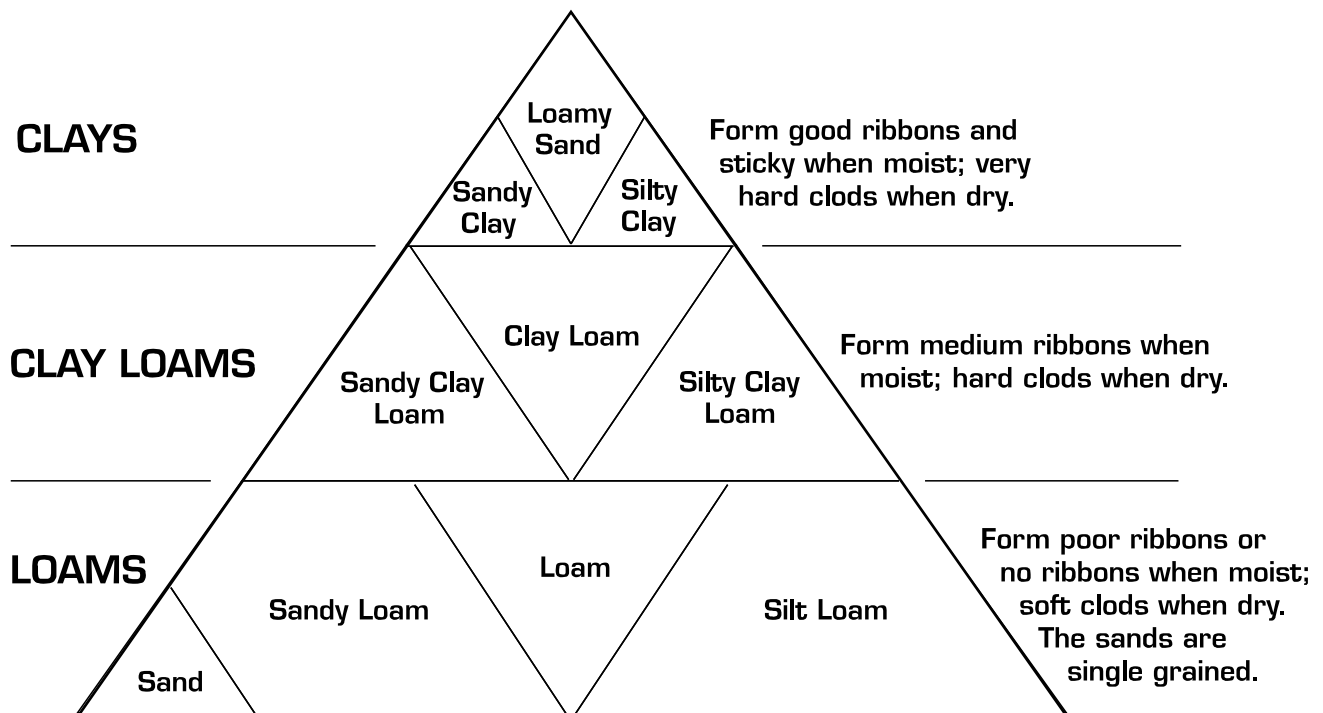 CLAYS
Loamy
Sand
Sandy
Clay
Silty
Clay
Form good ribbons and
sticky when moist; very
hard clods when dry.
CLAY LOAMS
Clay Loam
Sandy Clay
Loam
Silty Clay
Loam
Form medium ribbons when
moist; hard clods when dry.
LOAMS
Sand
Sandy Loam
Loam
Silt Loam
Form poor ribbons or
no ribbons when moist;
soft clods when dry.
The sands are
single grained.